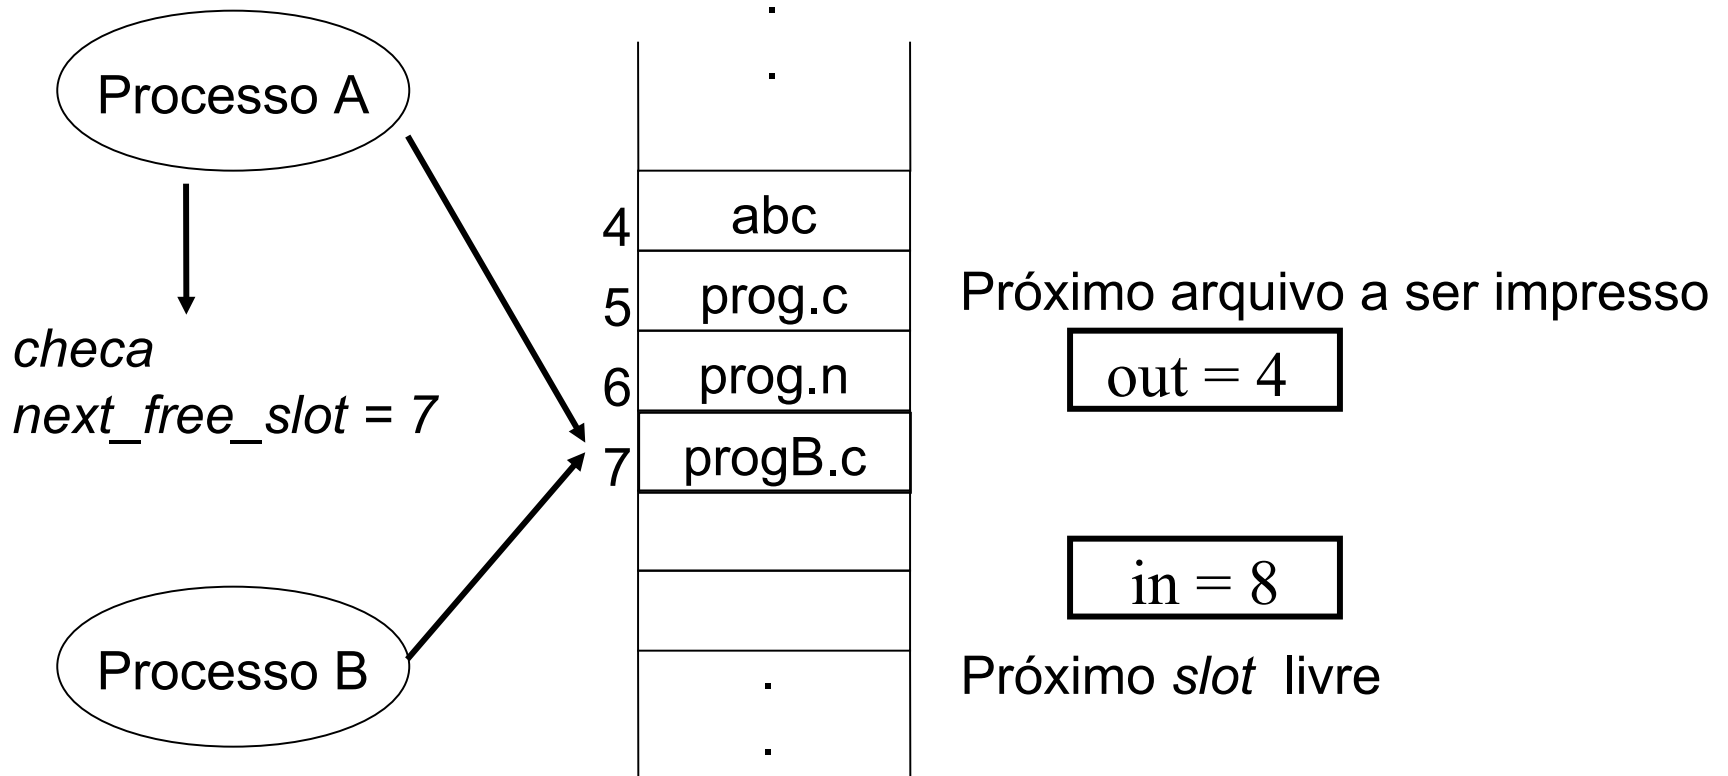 Processo A
checa
next_free_slot = 7
Processo B
4 abc
5 prog.c
6 prog.n
7 progB.c
Próximo arquivo a ser impresso
out = 4
in = 8
Próximo slot livre